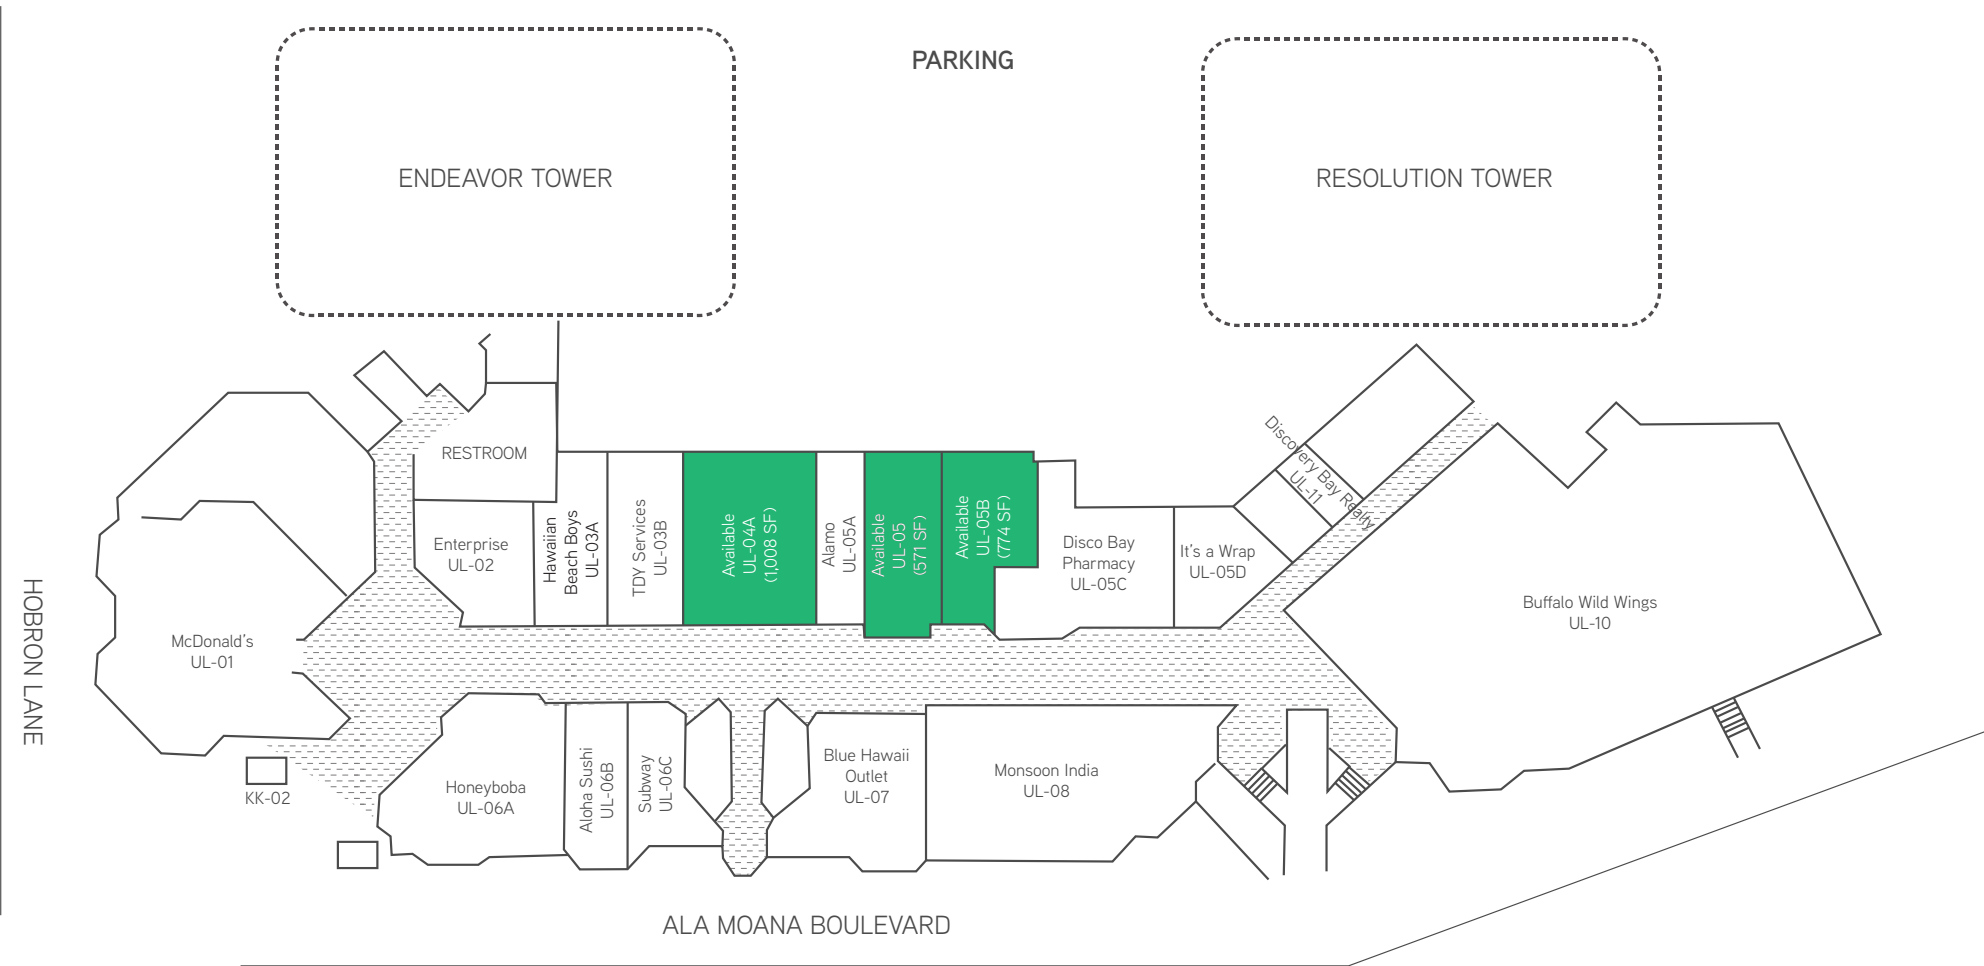 PARKING
ENDEAVOR TOWER
RESOLUTION TOWER
HOBRON LANE
RESTROOM
McDonald's
UL-01
Enterprise
UL-02
Hawaiian
Beach Boys
UL-03A
TDY Services
UL-03B
Available
UL-04A
(1,008 SF)
Alamo
UL-05A
Available
UL-05
(571 SF)
Available
UL-05B
(774 SF)
Disco Bay
Pharmacy
UL-05C
It's a Wrap
UL-05D
Discovery Bay Realty
UL-11
Buffalo Wild Wings
UL-10
KK-02
Honeyboba
UL-06A
Aloha Sushi
UL-06B
Subway
UL-06C
Blue Hawaii
Outlet
UL-07
Monsoon India
UL-08
ALA MOANA BOULEVARD